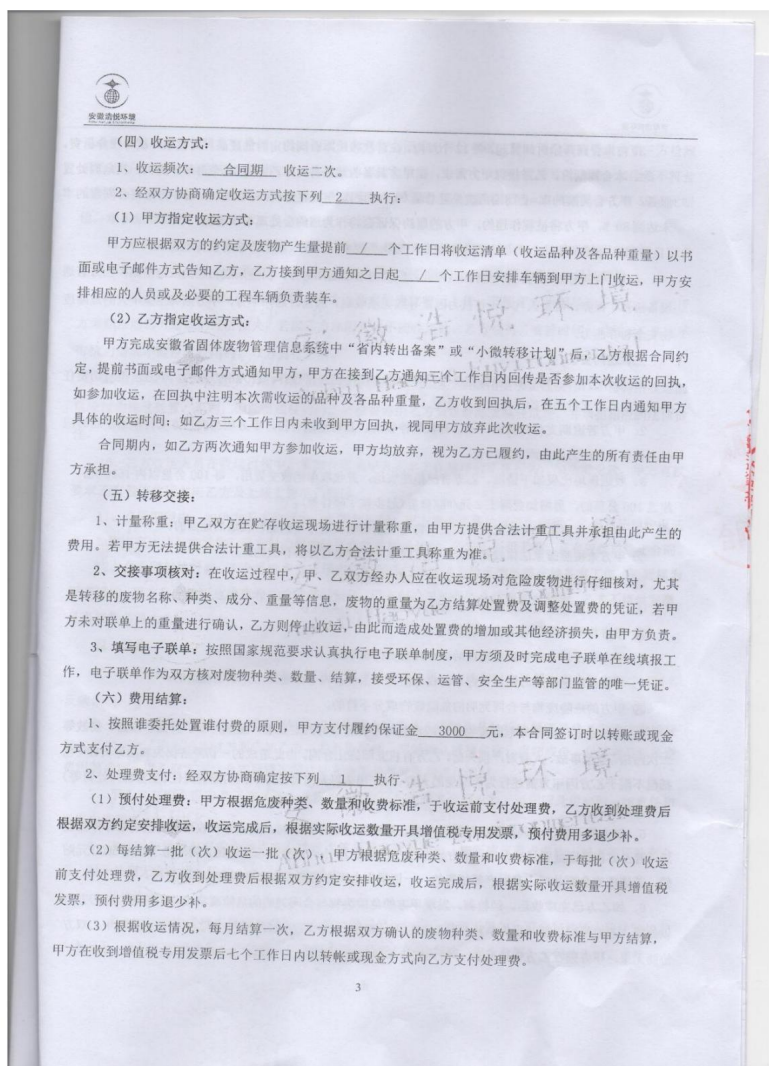 安徽浩悦环境
(四)收运方式:
1、收运频次: 合同期 收运二次。
2、经双方协商确定收运方式按下列 2 执行:
(1)甲方指定收运方式:
甲方应根据双方的约定及废物产生量提前 / 个工作日将收运清单(收运品种及各品种重量)以书
面或电子邮件方式告知乙方,乙方接到甲方通知之日起 / 个工作日安排车辆到甲方上门收运,甲方安
排相应的人员或及必要的工程车辆负责装车。
(2)乙方指定收运方式:
甲方完成安徽省固体废物管理信息系统中“省内转出备案”或“小微转移计划”后,乙方根据合同约
定,提前书面或电子邮件方式通知甲方,甲方在接到乙方通知三个工作日内回传是否参加本次收运的回执,
如参加收运,在回执中注明本次需收运的品种及各品种重量,乙方收到回执后,在五个工作日内通知甲方
具体的收运时间;如乙方三个工作日内未收到甲方回执,视同甲方放弃此次收运。
合同期内,如乙方两次通知甲方参加收运,甲方均放弃,视为乙方已履约,由此产生的所有责任由甲
方承担。
(五)转移交接:
1、计量称重:甲乙双方在贮存收运现场进行计量称重,由甲方提供合法计重工具并承担由此产生的
费用。若甲方无法提供合法计重工具,将以乙方合法计重工具称重为准。
2、交接事项核对:在收运过程中,甲、乙双方经办人应在收运现场对危险废物进行仔细核对,尤其
是转移的废物名称、种类、成分、重量等信息,废物的重量为乙方结算处置费及调整处置费的凭证,若甲
方未对联单上的重量进行确认,乙方则停止收运,由此而造成处置费的增加或其他经济损失,由甲方负责。
3、填写电子联单:按照国家规范要求认真执行电子联单制度,甲方须及时完成电子联单在线填报工
作,电子联单作为双方核对废物种类、数量、结算,接受环保、运管、安全生产等部门监管的唯一凭证。
(六)费用结算:
1、按照谁委托处置谁付费的原则,甲方支付履约保证金 3000 元,本合同签订时以转账或现金
方式支付乙方。
2、处理费支付:经双方协商确定按下列 1 执行
(1)预付处理费:甲方根据危废种类、数量和收费标准,于收运前支付处理费,乙方收到处理费后
根据双方约定安排收运,收运完成后,根据实际收运数量开具增值税专用发票,预付费用多退少补。
(2)每结算一批(次)收运一批(次),甲方根据危废种类、数量和收费标准,于每批(次)收运
前支付处理费,乙方收到处理费后根据双方约定安排收运,收运完成后,根据实际收运数量开具增值税
发票,预付费用多退少补。
(3)根据收运情况,每月结算一次,乙方根据双方确认的废物种类、数量和收费标准与甲方结算,
甲方在收到增值税专用发票后七个工作日内以转帐或现金方式向乙方支付处理费。
3